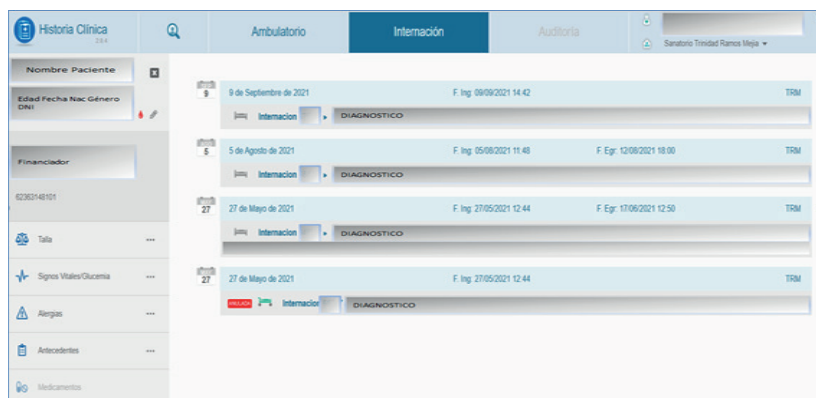 Historia Clínica
2.8.4
Ambulatorio
Internación
Auditoría
Sanatorio Trinidad Ramos Mejia
Nombre Paciente
x
Edad Fecha Nac Género
DNI
Financiador
62363148101
Talla ...
Signos Vitales/Glucemia ...
Alergias ...
Antecedentes ...
Medicamentos
9
9 de Septiembre de 2021 F. Ing: 09/09/2021 14:42 TRM
Internacion DIAGNOSTICO
5
5 de Agosto de 2021 F. Ing: 05/08/2021 11:48 F. Egr: 12/08/2021 18:00 TRM
Internacion DIAGNOSTICO
27
27 de Mayo de 2021 F. Ing: 27/05/2021 12:44 F. Egr: 17/06/2021 12:50 TRM
Internacion DIAGNOSTICO
27
27 de Mayo de 2021 F. Ing: 27/05/2021 12:44 TRM
ANULADA Internacion DIAGNOSTICO